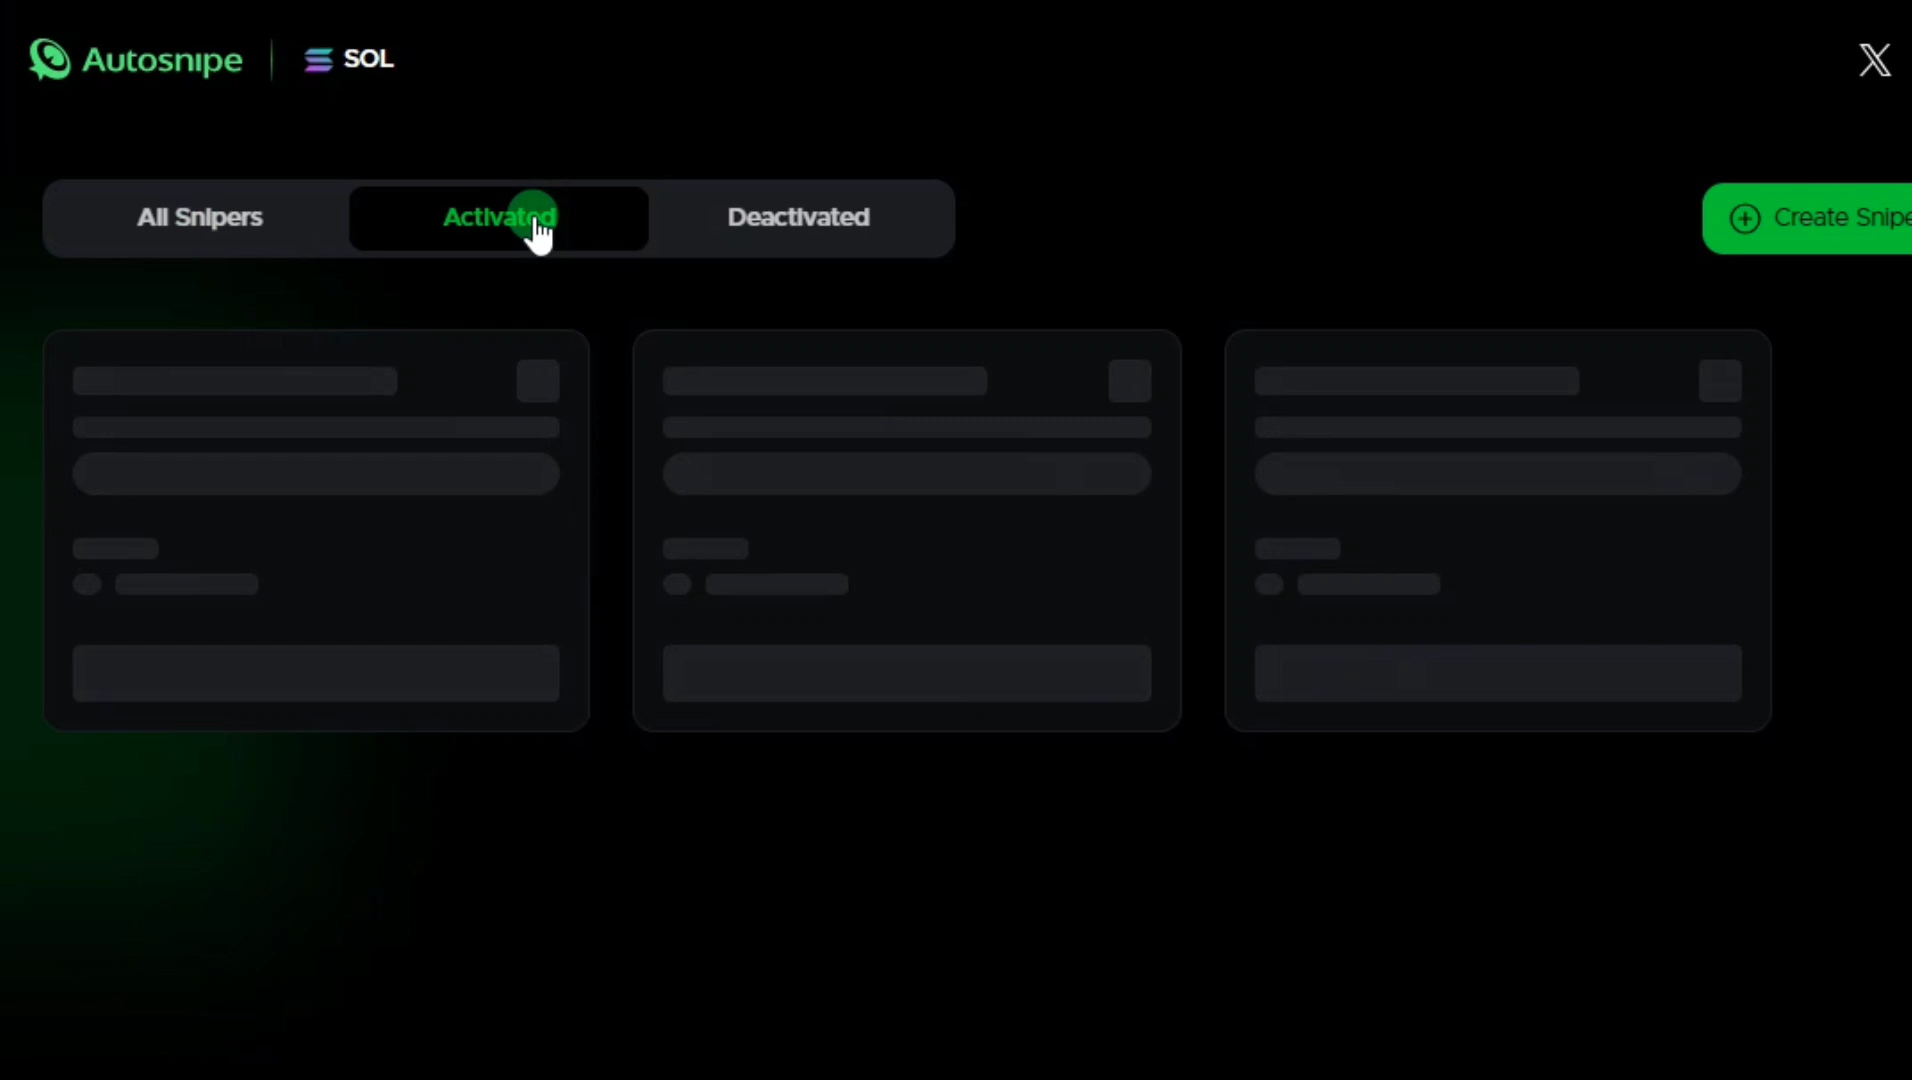 Autosnipe
SOL
All Snipers
Activated
Deactivated
Create Snipe